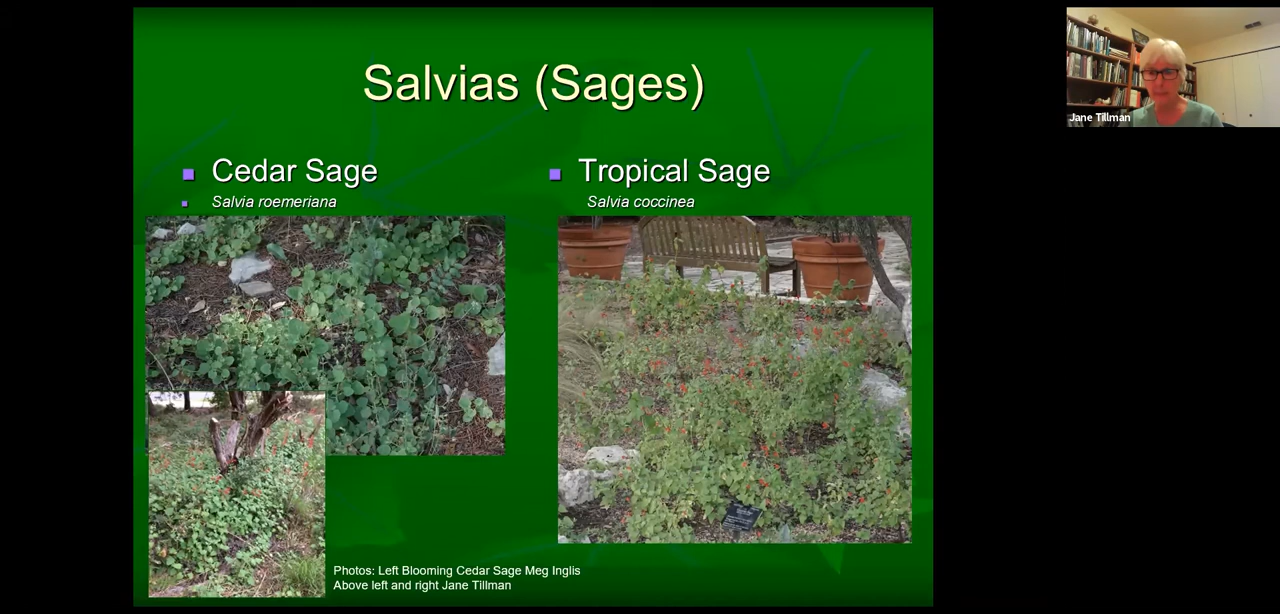 Salvias (Sages)
Cedar Sage
Salvia roemeriana
Tropical Sage
Salvia coccinea
Photos: Left Blooming Cedar Sage Meg Inglis
Above left and right Jane Tillman
Jane Tillman